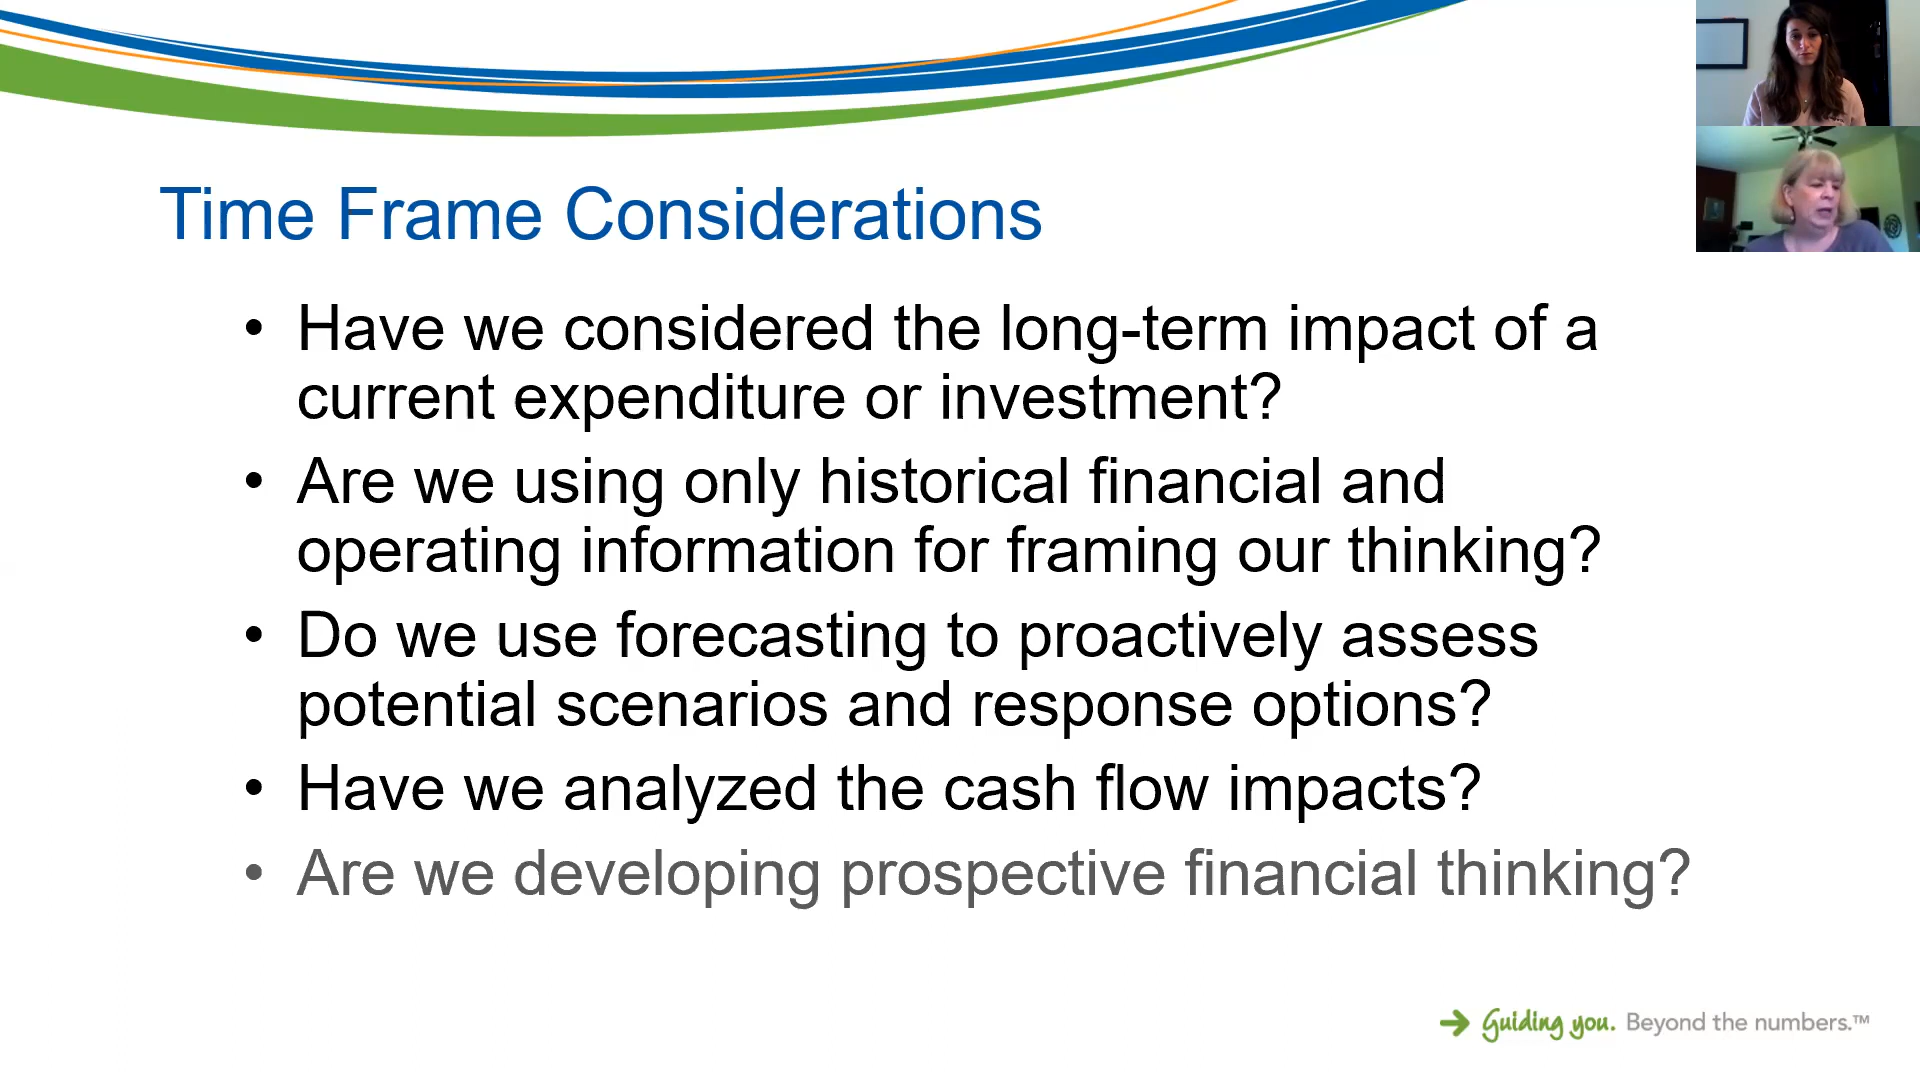 Time Frame Considerations
• Have we considered the long-term impact of a
current expenditure or investment?
• Are we using only historical financial and
operating information for framing our thinking?
• Do we use forecasting to proactively assess
potential scenarios and response options?
• Have we analyzed the cash flow impacts?
• Are we developing prospective financial thinking?
Guiding you. Beyond the numbers.™